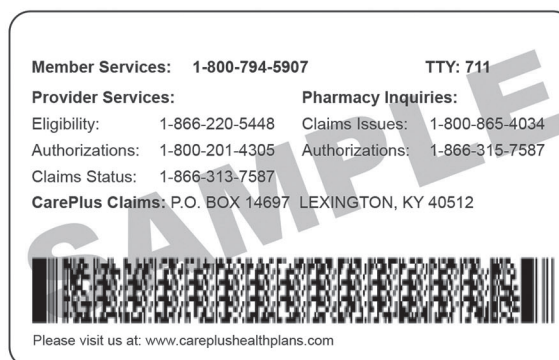 Member Services: 1-800-794-5907 TTY: 711
Provider Services: Pharmacy Inquiries:
Eligibility: 1-866-220-5448 Claims Issues: 1-800-865-4034
Authorizations: 1-800-201-4305 Authorizations: 1-866-315-7587
Claims Status: 1-866-313-7587
CarePlus Claims: P.O. BOX 14697 LEXINGTON, KY 40512
SAMPLE
Please visit us at: www.careplushealthplans.com